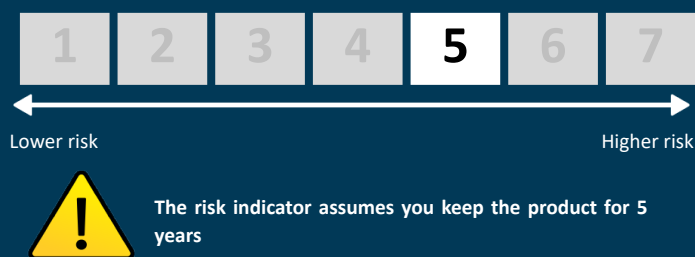 1 2 3 4 5 6 7
Lower risk Higher risk
The risk indicator assumes you keep the product for 5
years